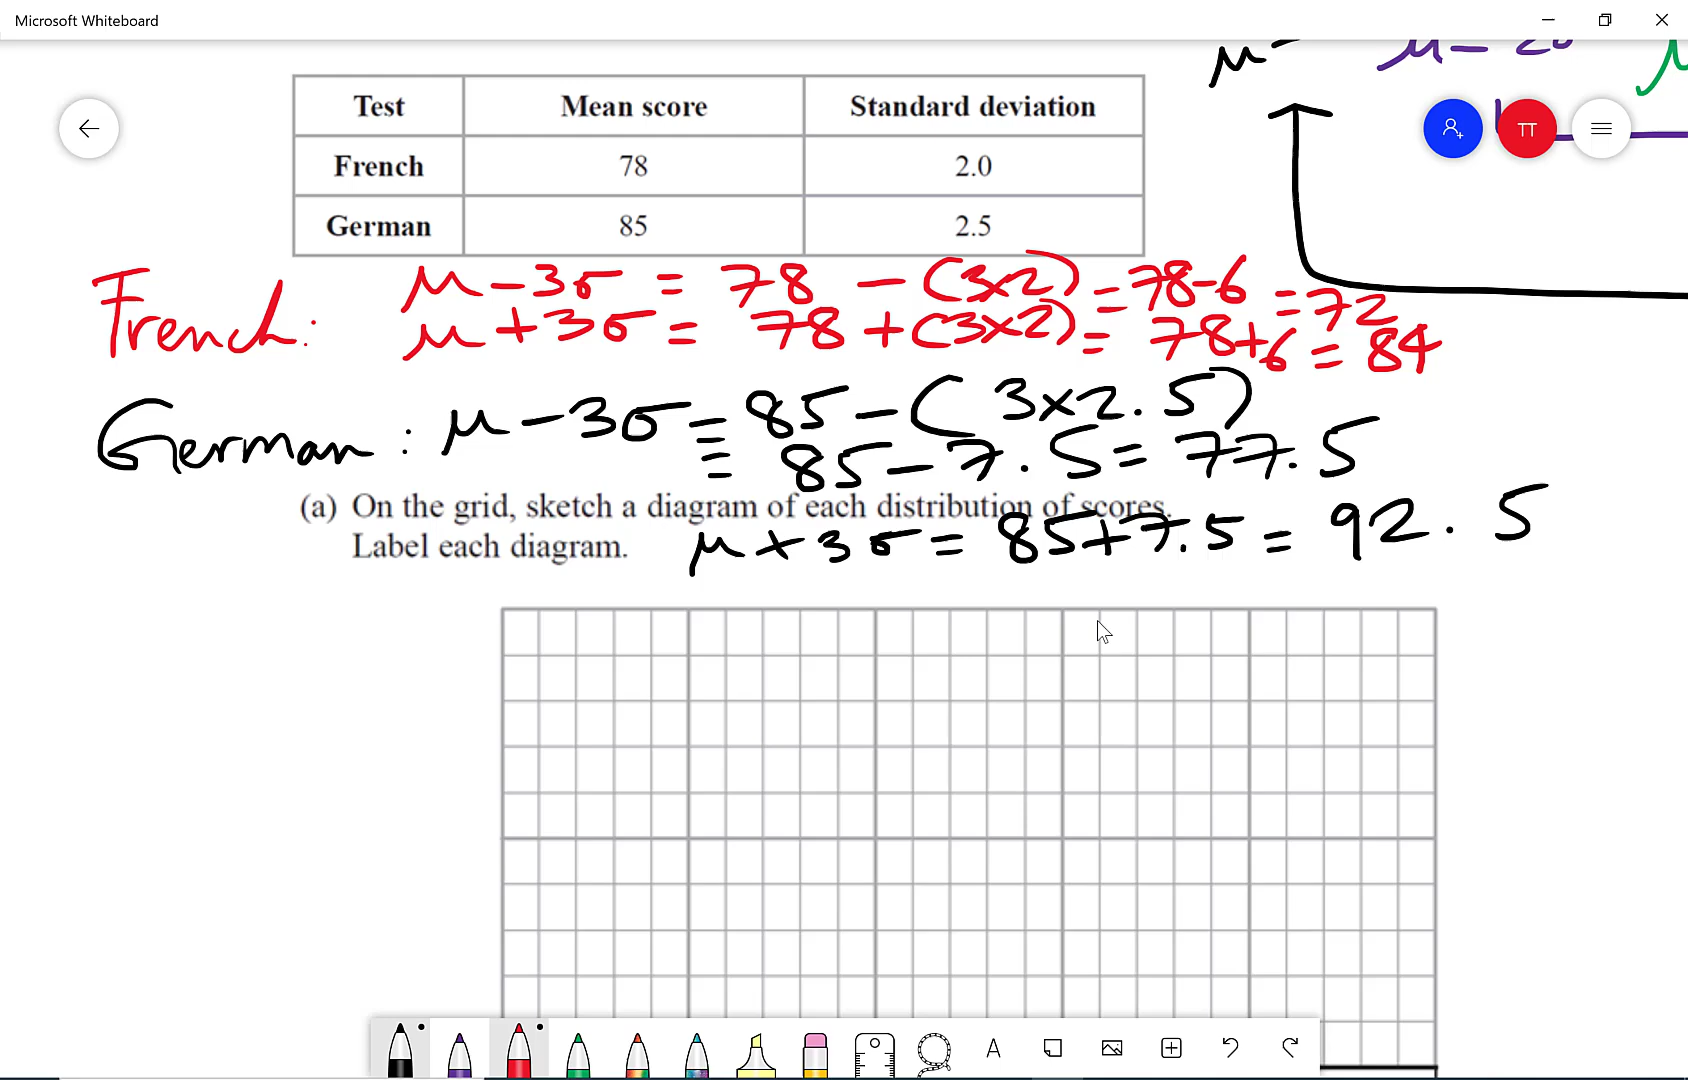 Microsoft Whiteboard
μ - μ = 20
Test Mean score Standard deviation
French 78 2.0
German 85 2.5
French: μ - 3σ = 78 - (3×2) = 78-6 = 72
μ + 3σ = 78 + (3×2) = 78+6 = 84
German: μ - 3σ = 85 - (3×2.5)
= 85 - 7.5 = 77.5
(a) On the grid, sketch a diagram of each distribution of scores.
Label each diagram.
μ + 3σ = 85+7.5 = 92.5
TT
A